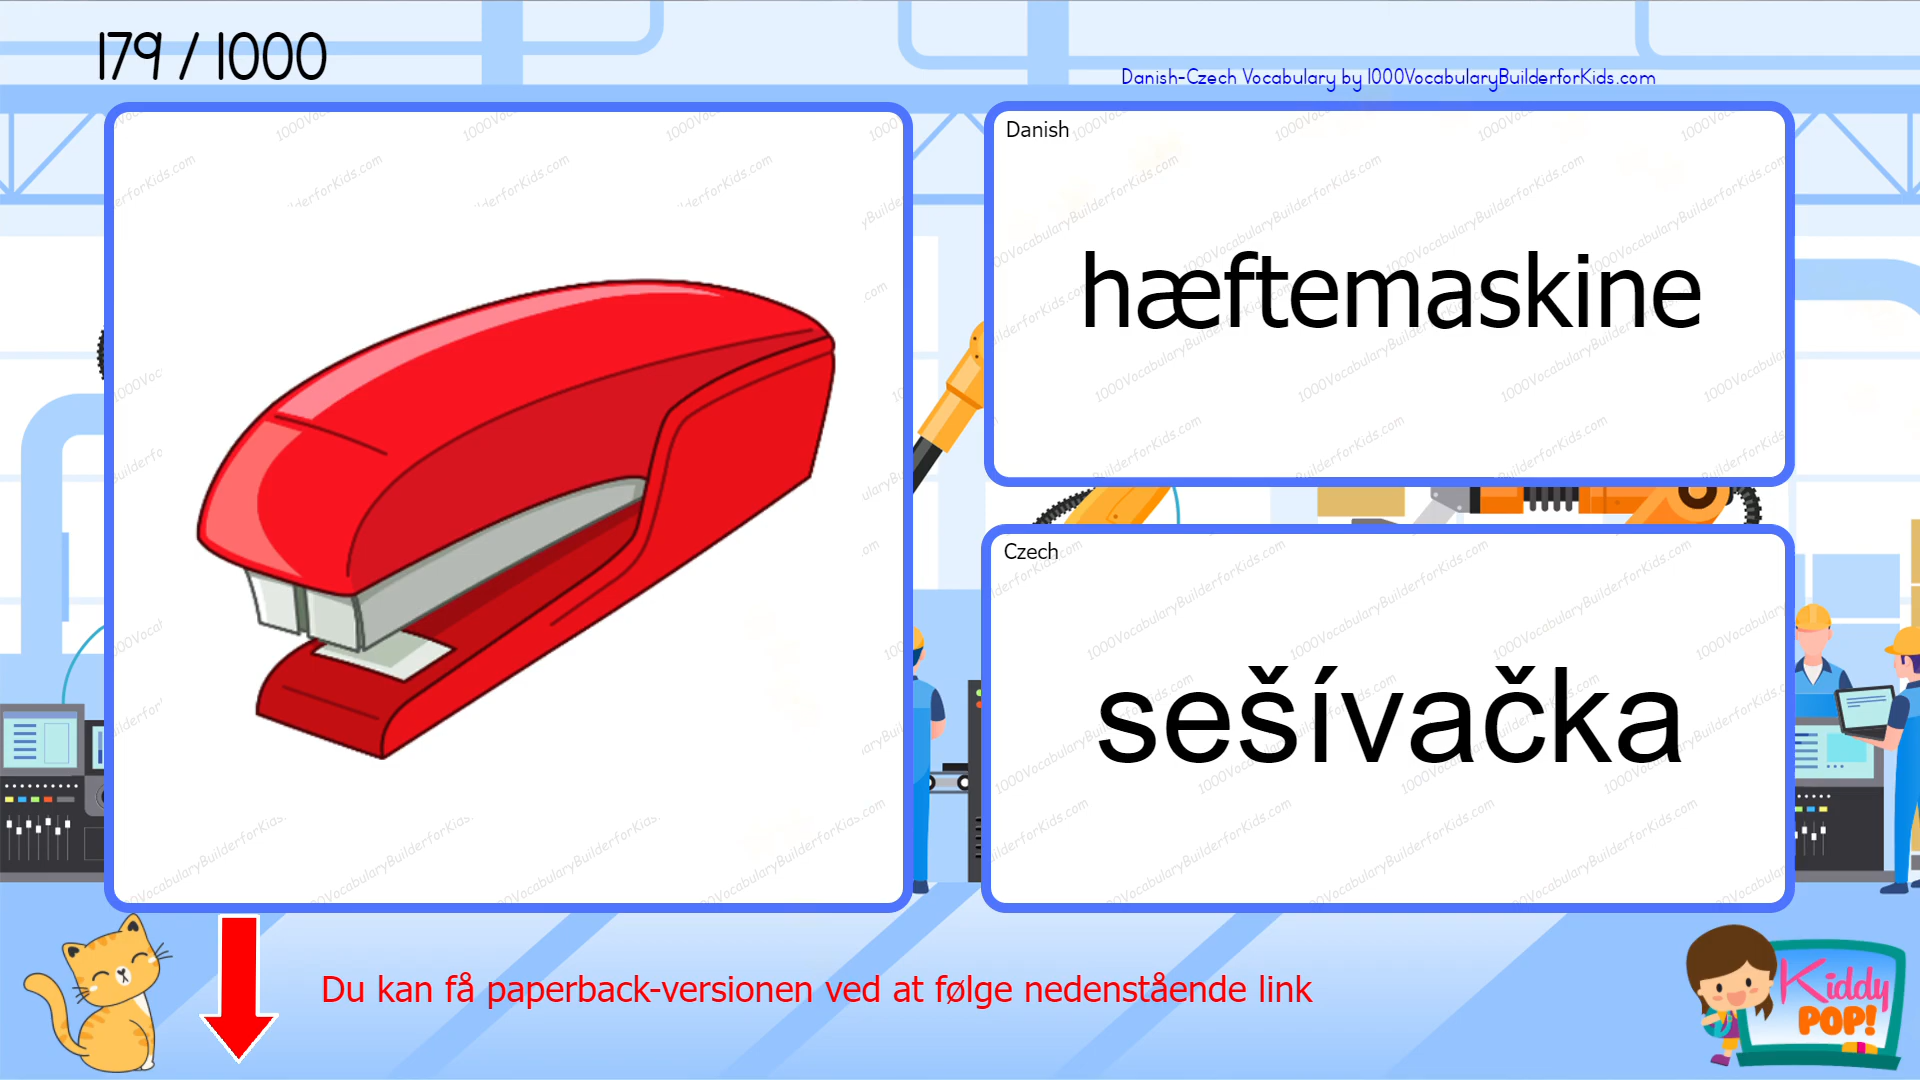 179 / 1000
Danish-Czech Vocabulary by 1000VocabularyBuilderforKids.com
Danish
hæftemaskine
Czech
sešívačka
Du kan få paperback-versionen ved at følge nedenstående link
Kiddy
POP!